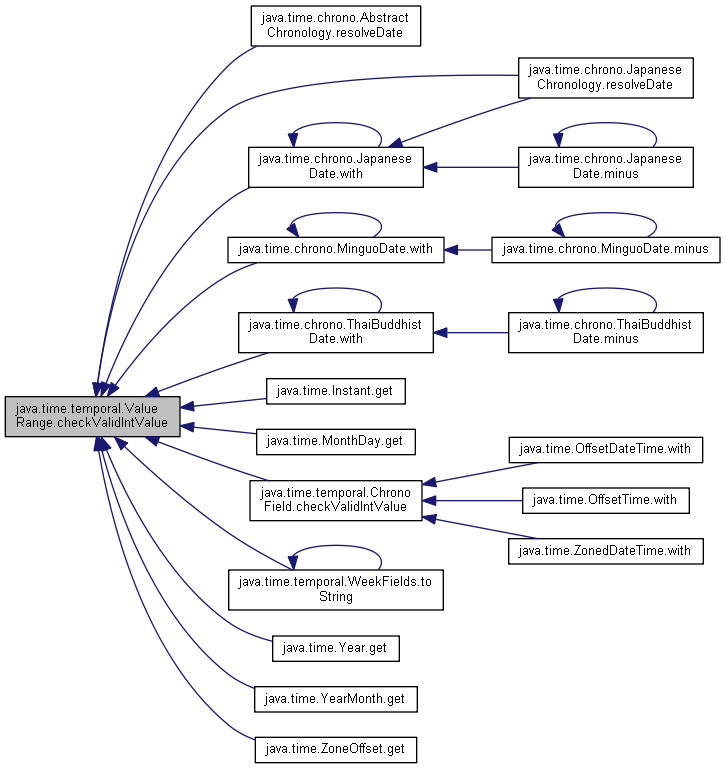 java.time.chrono.Abstract
Chronology.resolveDate
java.time.chrono.Japanese
Chronology.resolveDate
java.time.chrono.Japanese
Date.with
java.time.chrono.Japanese
Date.minus
java.time.chrono.MinguoDate.with
java.time.chrono.MinguoDate.minus
java.time.chrono.ThaiBuddhist
Date.with
java.time.chrono.ThaiBuddhist
Date.minus
java.time.Instant.get
java.time.temporal.Value
Range.checkValidIntValue
java.time.MonthDay.get
java.time.OffsetDateTime.with
java.time.temporal.Chrono
Field.checkValidIntValue
java.time.OffsetTime.with
java.time.ZonedDateTime.with
java.time.temporal.WeekFields.to
String
java.time.Year.get
java.time.YearMonth.get
java.time.ZoneOffset.get